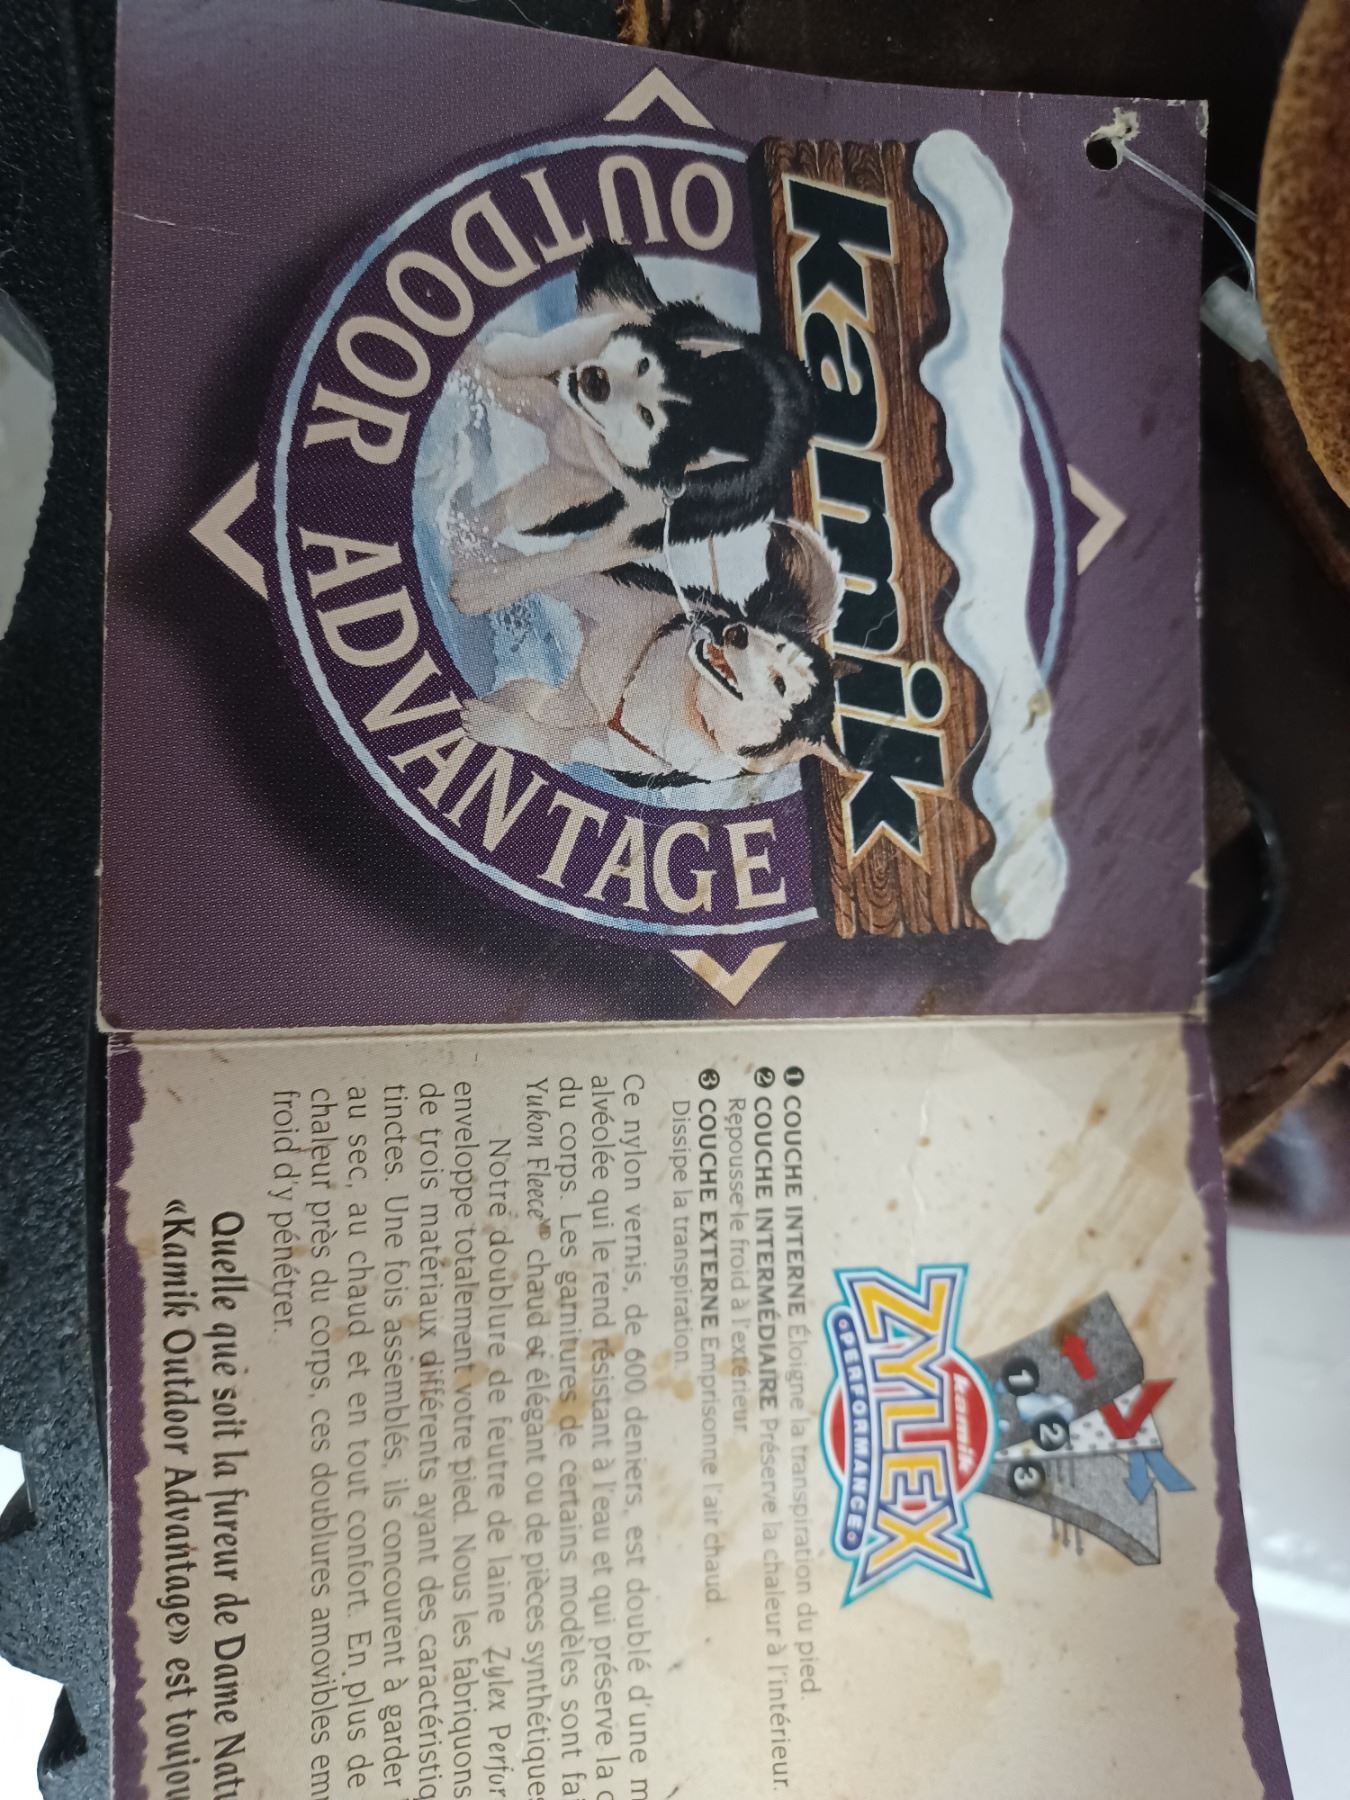 kamik
OUTDOOR ADVANTAGE
1
2
3
kamik
ZYLEX
PERFORMANCE
❶ COUCHE INTERNE Éloigne la transpiration du pied.
❷ COUCHE INTERMÉDIAIRE Préserve la chaleur à l'intérieur.
Repousse le froid à l'extérieur.
❸ COUCHE EXTERNE Emprisonne l'air chaud.
Dissipe la transpiration.
Ce nylon vernis, de 600 deniers, est doublé d'une
alvéolée qui le rend résistant à l'eau et qui préserve la
du corps. Les garnitures de certains modèles sont
Yukon Fleece chaud et élégant ou de pièces synthétiques
Notre doublure de feutre de laine Zylex
enveloppe totalement votre pied. Nous les fabriquons
de trois matériaux différents ayant des
tinctes. Une fois assemblés, ils concourent à garder
au sec, au chaud et en tout confort. En plus de
chaleur près du corps, ces doublures amovibles
froid d'y pénétrer.
Quelle que soit la fureur de Dame
«Kamik Outdoor Advantage» est